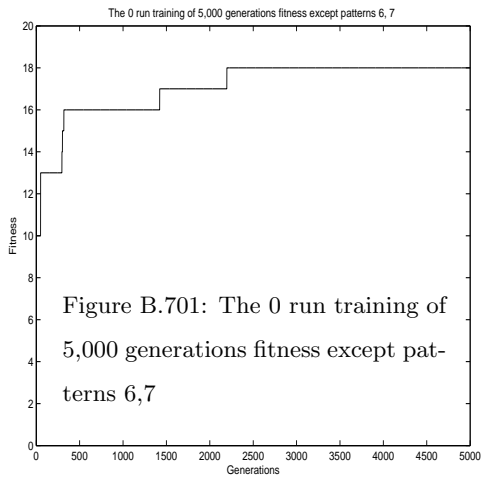 The 0 run training of 5,000 generations fitness except patterns 6, 7
20
18
16
14
12
10
8
6
4
2
0
Fitness
Figure B.701: The 0 run training of
5,000 generations fitness except pat-
terns 6,7
0 500 1000 1500 2000 2500 3000 3500 4000 4500 5000
Generations